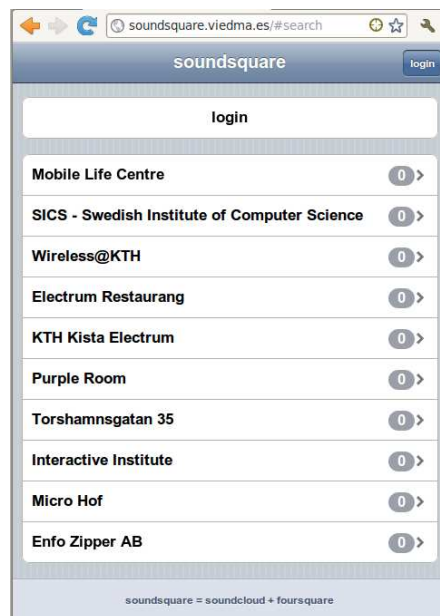 soundsquare.viedma.es/#search
soundsquare
login
login
Mobile Life Centre 0
SICS - Swedish Institute of Computer Science 0
Wireless@KTH 0
Electrum Restaurang 0
KTH Kista Electrum 0
Purple Room 0
Torshamnsgatan 35 0
Interactive Institute 0
Micro Hof 0
Enfo Zipper AB 0
soundsquare = soundcloud + foursquare